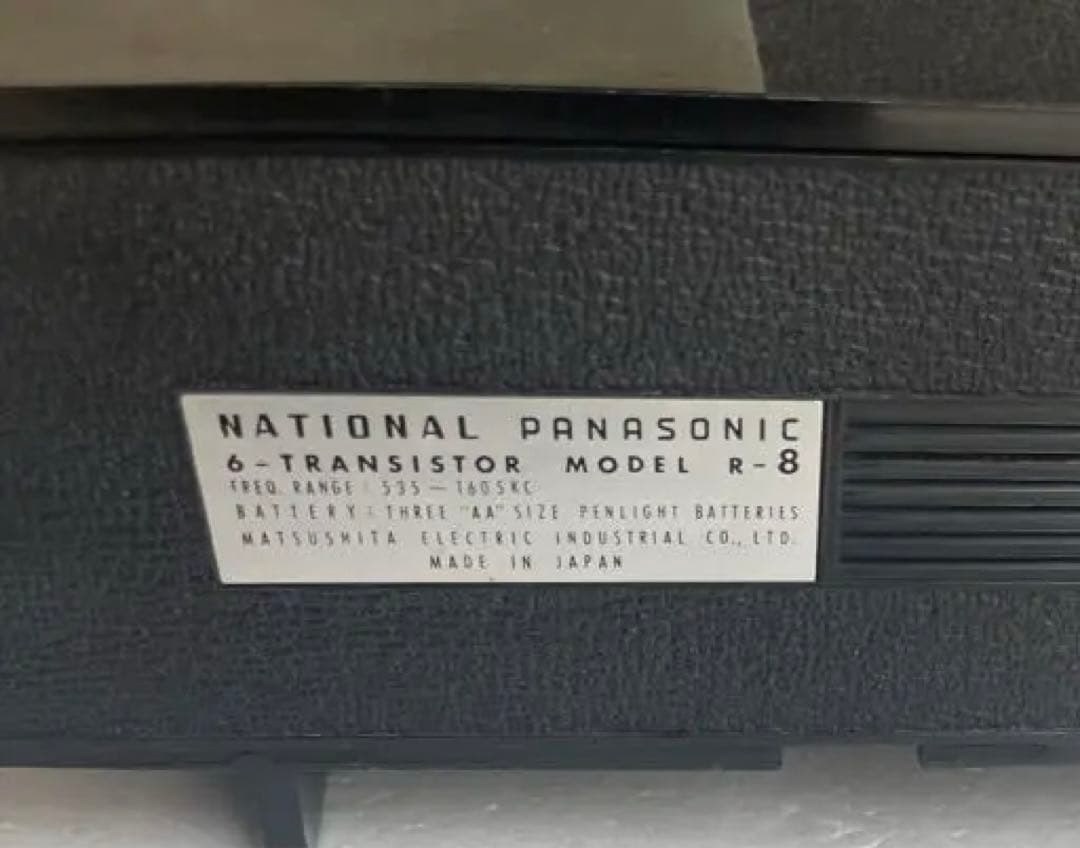 NATIONAL PANASONIC
6-TRANSISTOR MODEL R-8
FREQ. RANGE : 535 — 1605KC
BATTERY : THREE "AA" SIZE PENLIGHT BATTERIES
MATSUSHITA ELECTRIC INDUSTRIAL CO., LTD.
MADE IN JAPAN